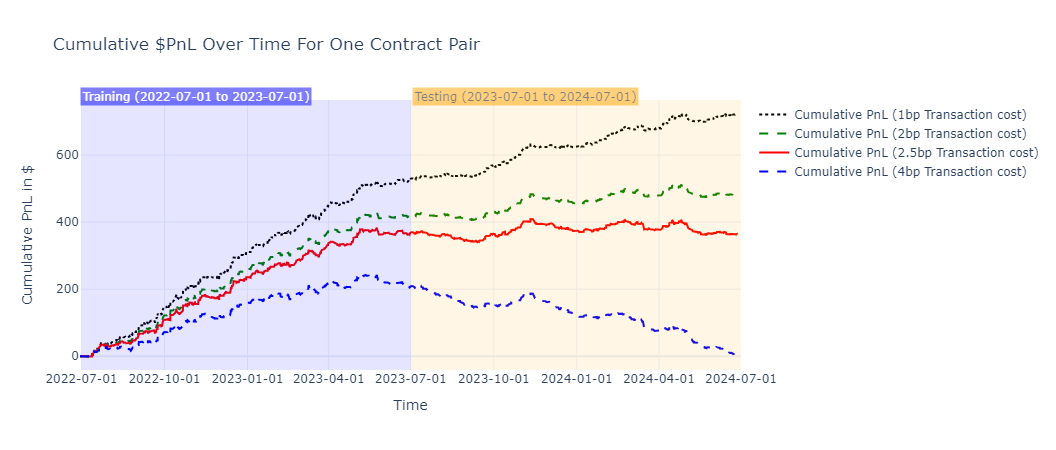 Cumulative $PnL Over Time For One Contract Pair
Training (2022-07-01 to 2023-07-01)
Testing (2023-07-01 to 2024-07-01)
Cumulative PnL (1bp Transaction cost)
Cumulative PnL (2bp Transaction cost)
Cumulative PnL (2.5bp Transaction cost)
Cumulative PnL (4bp Transaction cost)
Cumulative PnL in $
600
400
200
0
2022-07-01 2022-10-01 2023-01-01 2023-04-01 2023-07-01 2023-10-01 2024-01-01 2024-04-01 2024-07-01
Time